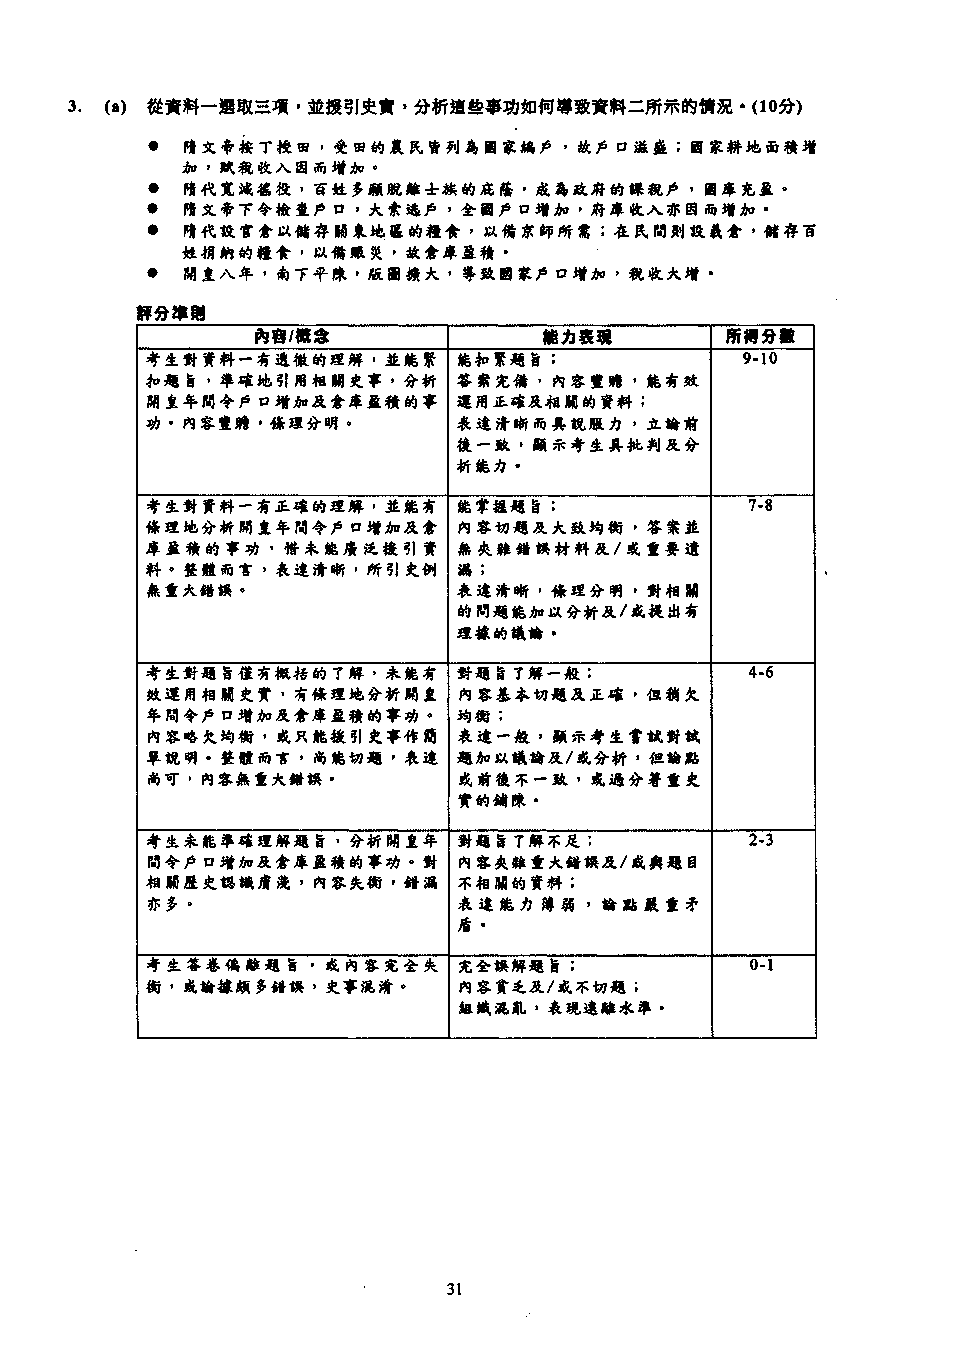 3. (a) 從資料一選取三項，並援引史實，分析這些事功如何導致資料二所示的情況。(10分)
● 隋文帝按丁授田，受田的農民皆列為國家編戶，故戶口滋盛；國家耕地面積增
加，賦稅收入因而增加。
● 隋代寬減徭役，百姓多願脫離士族的庇蔭，成為政府的課稅戶，國庫充盈。
● 隋文帝下令檢查戶口，大索逃戶，全國戶口增加，府庫收入亦因而增加。
● 隋代設官倉以儲存關東地區的糧食，以備京師所需；在民間則設義倉，儲存百
姓捐納的糧食，以備賑災，故倉庫盈積。
● 開皇八年，南下平陳，版圖擴大，導致國家戶口增加，稅收大增。
評分準則
內容/概念 能力表現 所得分數
考生對資料一有透徹的理解，並能緊
扣題旨，準確地引用相關史事，分析
開皇年間令戶口增加及倉庫盈積的事
功。內容豐贍，條理分明。
能扣緊題旨；
答案完備，內容豐贍，能有效
運用正確及相關的資料；
表達清晰而具說服力，立論前
後一致，顯示考生具批判及分
析能力。
9-10
考生對資料一有正確的理解，並能有
條理地分析開皇年間令戶口增加及倉
庫盈積的事功，惜未能廣泛援引資
料。整體而言，表達清晰，所引史例
無重大錯誤。
能掌握題旨；
內容切題及大致均衡，答案並
無夾雜錯誤材料及/或重要遺
漏；
表達清晰，條理分明，對相關
的問題能加以分析及/或提出有
理據的議論。
7-8
考生對題旨僅有概括的了解，未能有
效運用相關史實，有條理地分析開皇
年間令戶口增加及倉庫盈積的事功。
內容略欠均衡，或只能援引史事作簡
單說明。整體而言，尚能切題，表達
尚可，內容無重大錯誤。
對題旨了解一般；
內容基本切題及正確，但稍欠
均衡；
表達一般，顯示考生嘗試對試
題加以議論及/或分析，但論點
或前後不一致，或過分著重史
實的鋪陳。
4-6
考生未能準確理解題旨，分析開皇年
間令戶口增加及倉庫盈積的事功。對
相關歷史認識膚淺，內容失衡，錯漏
亦多。
對題旨了解不足；
內容夾雜重大錯誤及/或與題目
不相關的資料；
表達能力薄弱，論點嚴重矛
盾。
2-3
考生答卷偏離題旨，或內容完全失
衡，或論據頗多錯誤，史事混淆。
完全誤解題旨；
內容貧乏及/或不切題；
組織混亂，表現遠離水準。
0-1
31